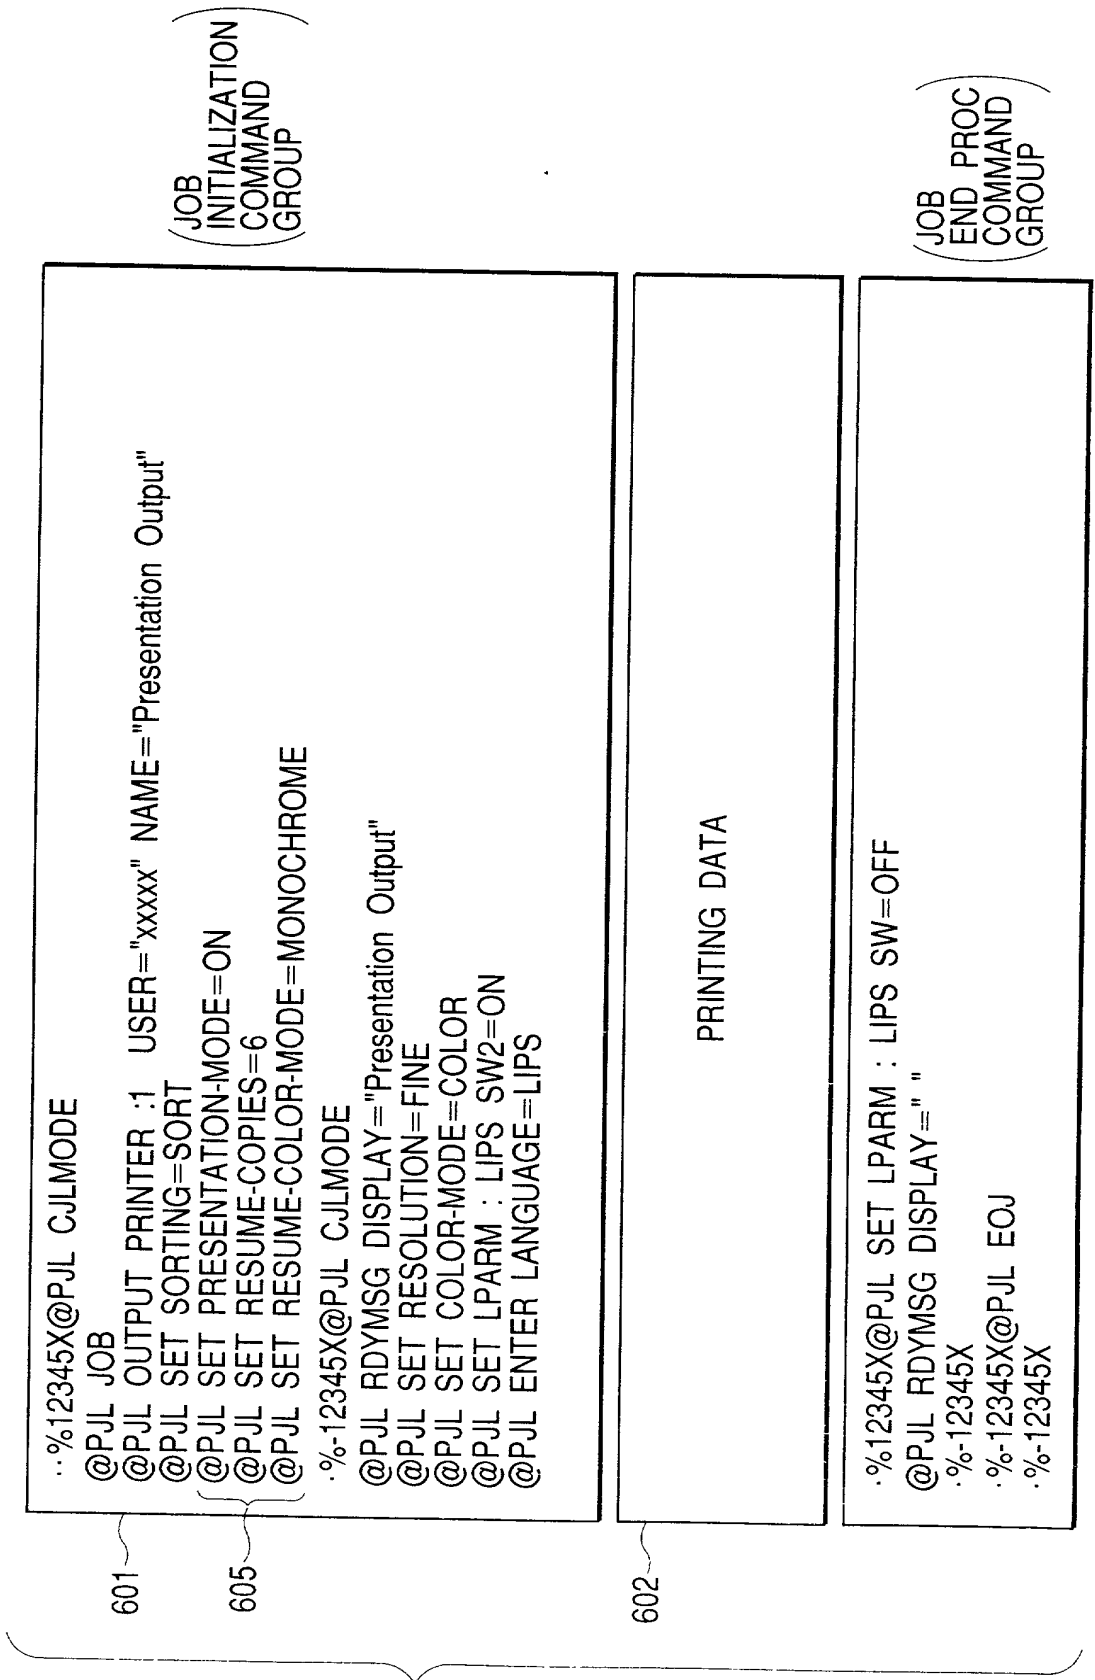 601
..%12345X@PJL CJLMODE
@PJL JOB
@PJL OUTPUT PRINTER :1 USER="xxxxx" NAME="Presentation Output"
@PJL SET SORTING=SORT
605
@PJL SET PRESENTATION-MODE=ON
@PJL SET RESUME-COPIES=6
@PJL SET RESUME-COLOR-MODE=MONOCHROME
.%-12345X@PJL CJLMODE
@PJL RDYMSG DISPLAY="Presentation Output"
@PJL SET RESOLUTION=FINE
@PJL SET COLOR-MODE=COLOR
@PJL SET LPARM : LIPS SW2=ON
@PJL ENTER LANGUAGE=LIPS
(JOB
INITIALIZATION
COMMAND
GROUP)
602
PRINTING DATA
.%12345X@PJL SET LPARM : LIPS SW=OFF
@PJL RDYMSG DISPLAY=" "
.%-12345X
.%-12345X@PJL EOJ
.%-12345X
(JOB
END PROC
COMMAND
GROUP)